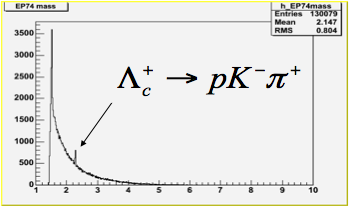 EP74 mass
h_EP74mass
Entries 130079
Mean 2.147
RMS 0.804
3500
3000
2500
2000
1500
1000
500
0
Λc+ → pK−π+
1 2 3 4 5 6 7 8 9 10